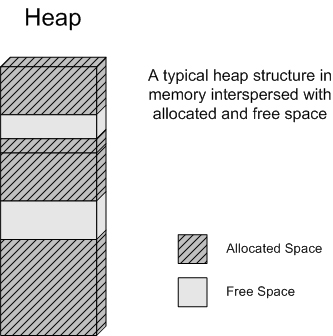 Heap
A typical heap structure in
memory interspersed with
allocated and free space
Allocated Space
Free Space